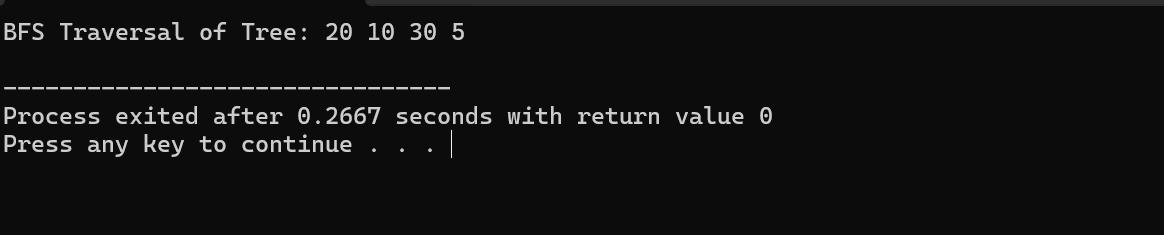 BFS Traversal of Tree: 20 10 30 5
--------------------------------
Process exited after 0.2667 seconds with return value 0
Press any key to continue . . .